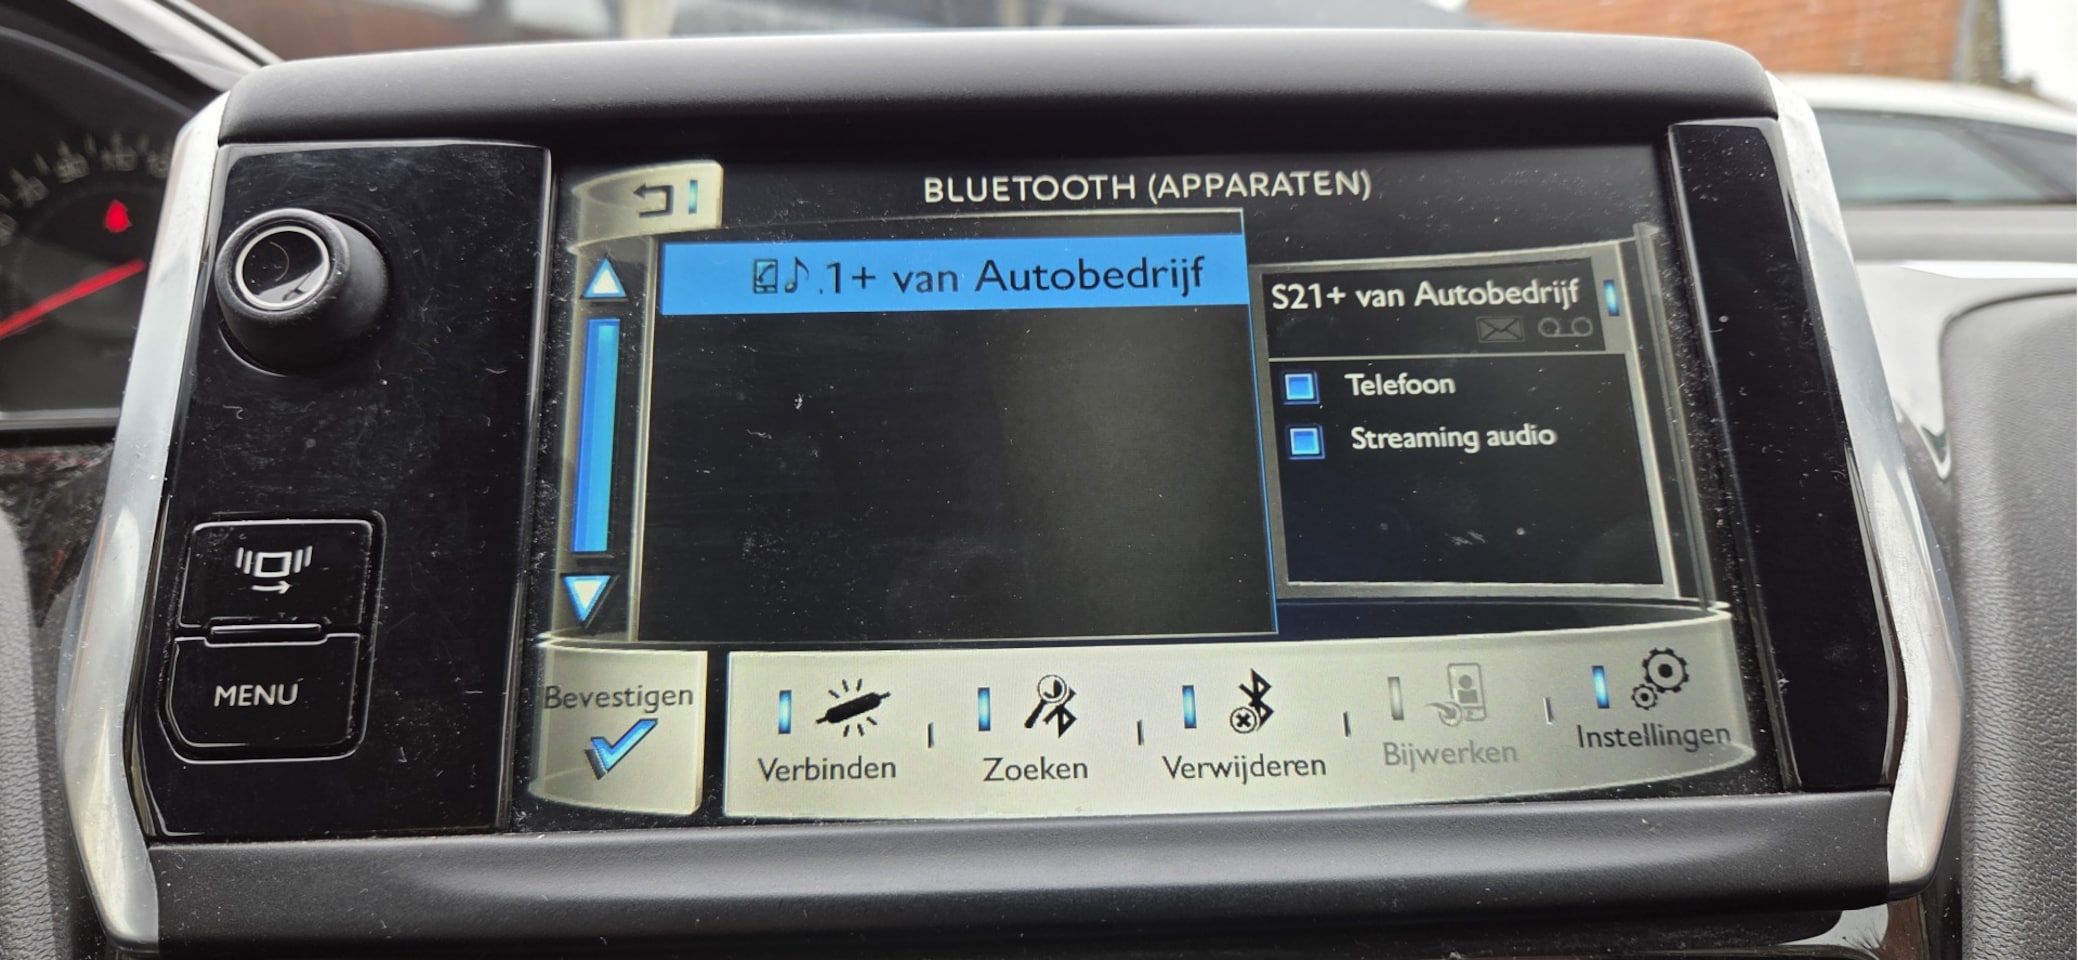 BLUETOOTH (APPARATEN)
.1+ van Autobedrijf
S21+ van Autobedrijf
Telefoon
Streaming audio
MENU
Bevestigen
Verbinden
Zoeken
Verwijderen
Bijwerken
Instellingen